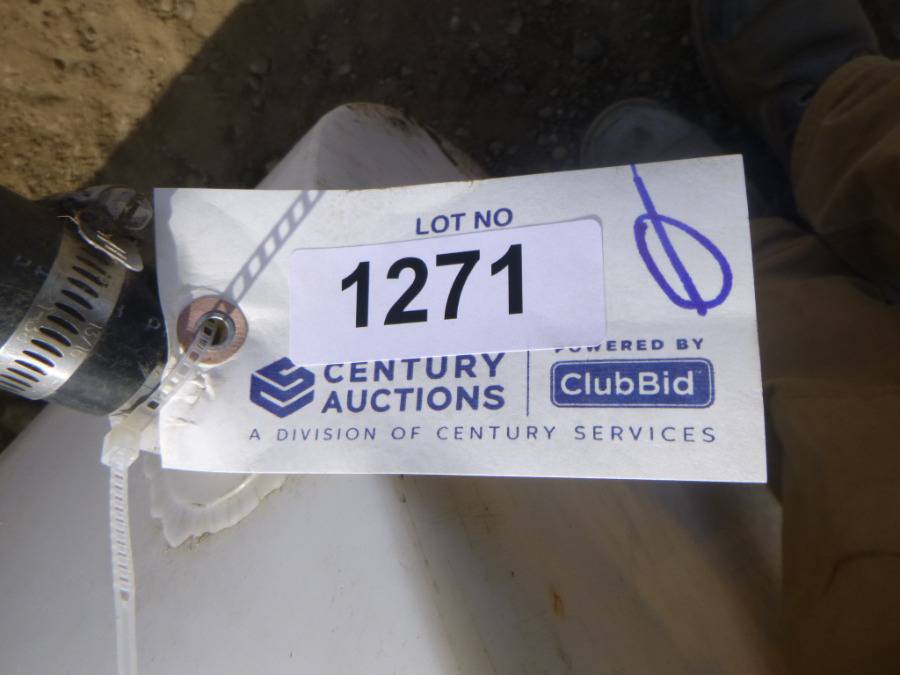 LOT NO
1271
CENTURY
AUCTIONS
POWERED BY
ClubBid
A DIVISION OF CENTURY SERVICES